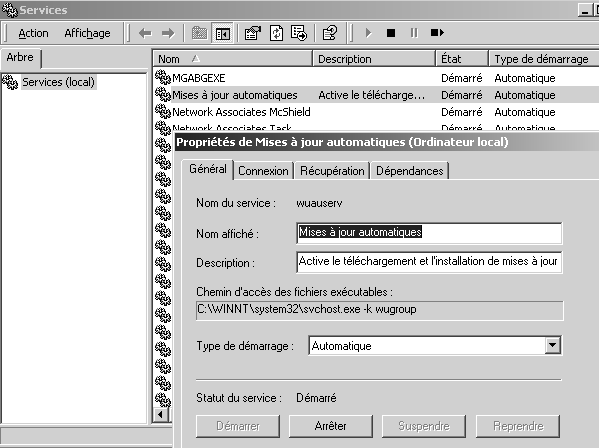 Services
Action Affichage
Arbre
Services (local)
Nom Description État Type de démarrage
MGABGEXE Démarré Automatique
Mises à jour automatiques Active le télécharge... Démarré Automatique
Network Associates McShield Démarré Automatique
Network Associates Task Démarré Automatique
Propriétés de Mises à jour automatiques (Ordinateur local)
Général Connexion Récupération Dépendances
Nom du service : wuauserv
Nom affiché : Mises à jour automatiques
Description : Active le téléchargement et l'installation de mises à jour
Chemin d'accès des fichiers exécutables :
C:\WINNT\system32\svchost.exe -k wugroup
Type de démarrage : Automatique
Statut du service : Démarré
Démarrer Arrêter Suspendre Reprendre